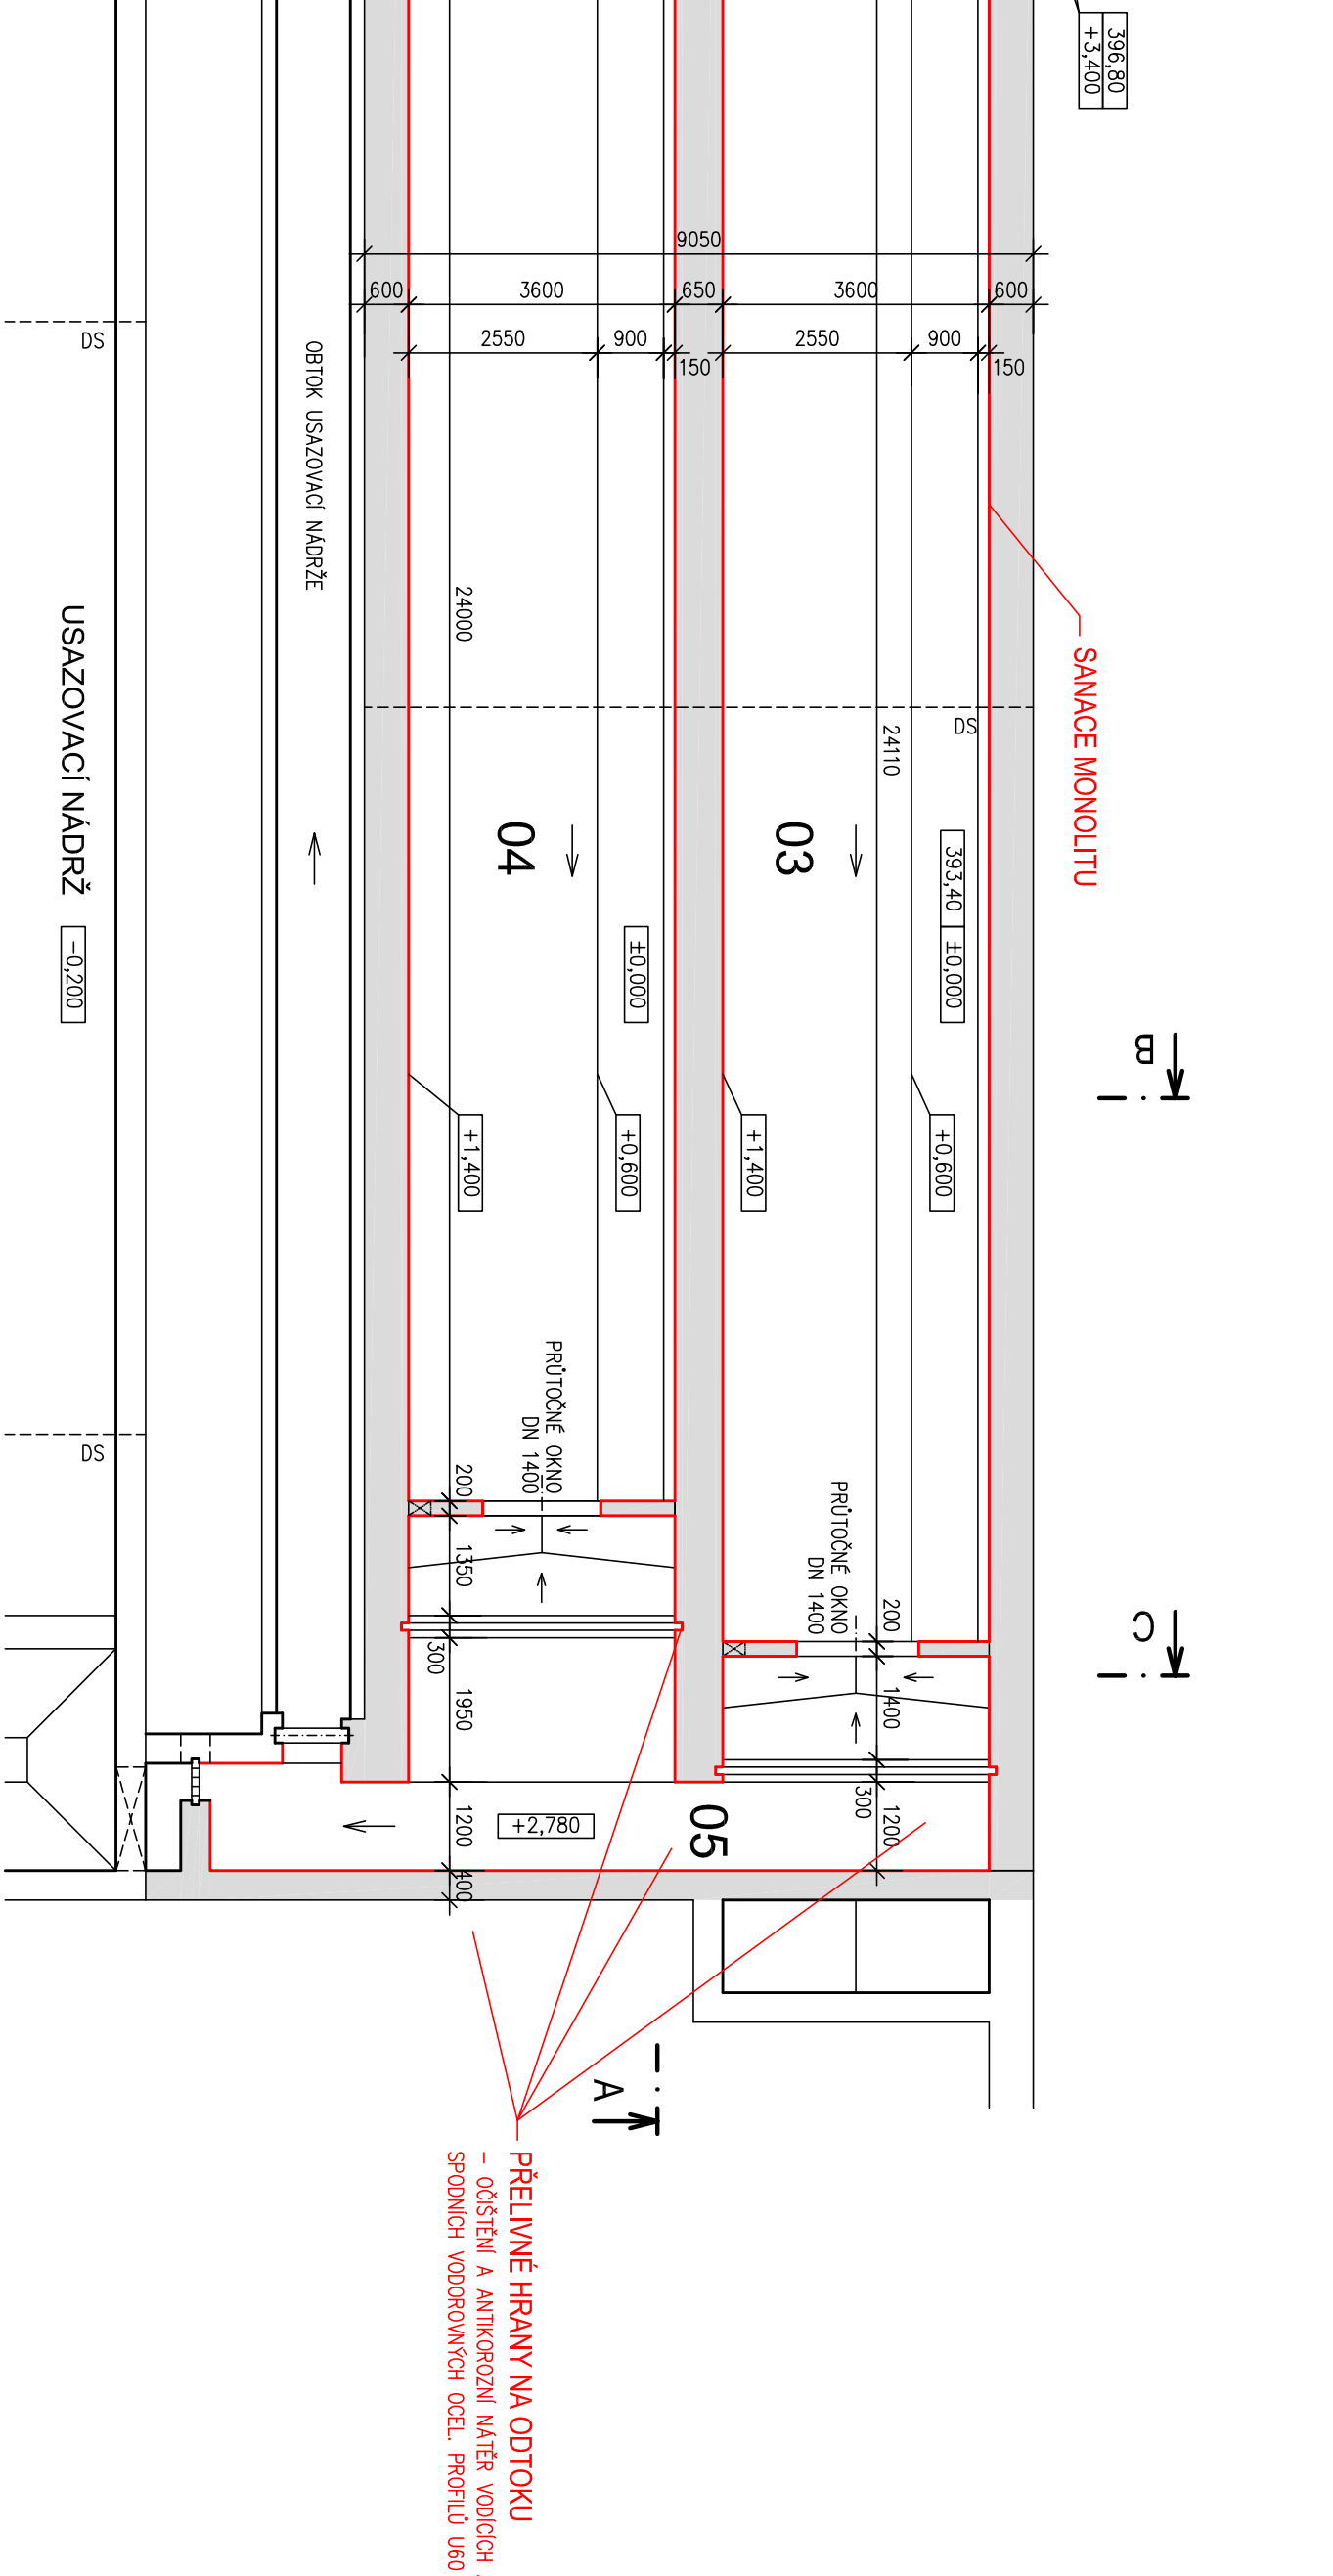 396,80
+3,400
9050
600
3600
650
3600
600
2550
900
150
2550
900
150
DS
OBTOK USAZOVACÍ NÁDRŽE
24000
24110
DS
SANACE MONOLITU
USAZOVACÍ NÁDRŽ
-0,200
04
03
±0,000
393,40
±0,000
B
+1,400
+0,600
+1,400
+0,600
PRŮTOČNÉ OKNO
DN 1400
PRŮTOČNÉ OKNO
DN 1400
DS
200
1350
300
1950
1200
400
200
1400
300
1200
C
+2,780
05
A
PŘELIVNÉ HRANY NA ODTOKU
- OČIŠTĚNÍ A ANTIKOROZNÍ NÁTĚR VODÍCÍCH
SPODNÍCH VODOROVNÝCH OCEL. PROFILŮ U60